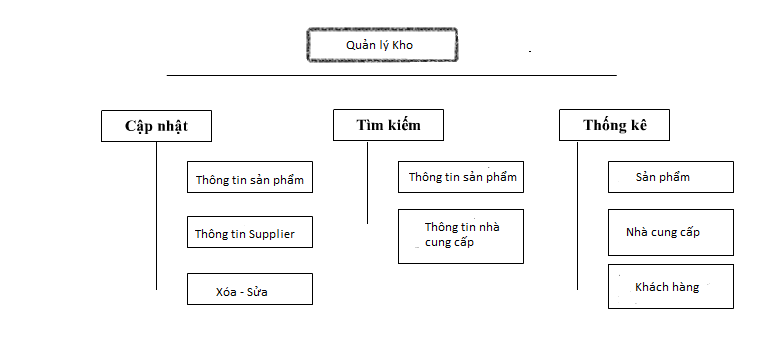 Quản lý Kho
Cập nhật
Tìm kiếm
Thống kê
Thông tin sản phẩm
Thông tin sản phẩm
Sản phẩm
Thông tin Supplier
Thông tin nhà
cung cấp
Nhà cung cấp
Xóa - Sửa
Khách hàng